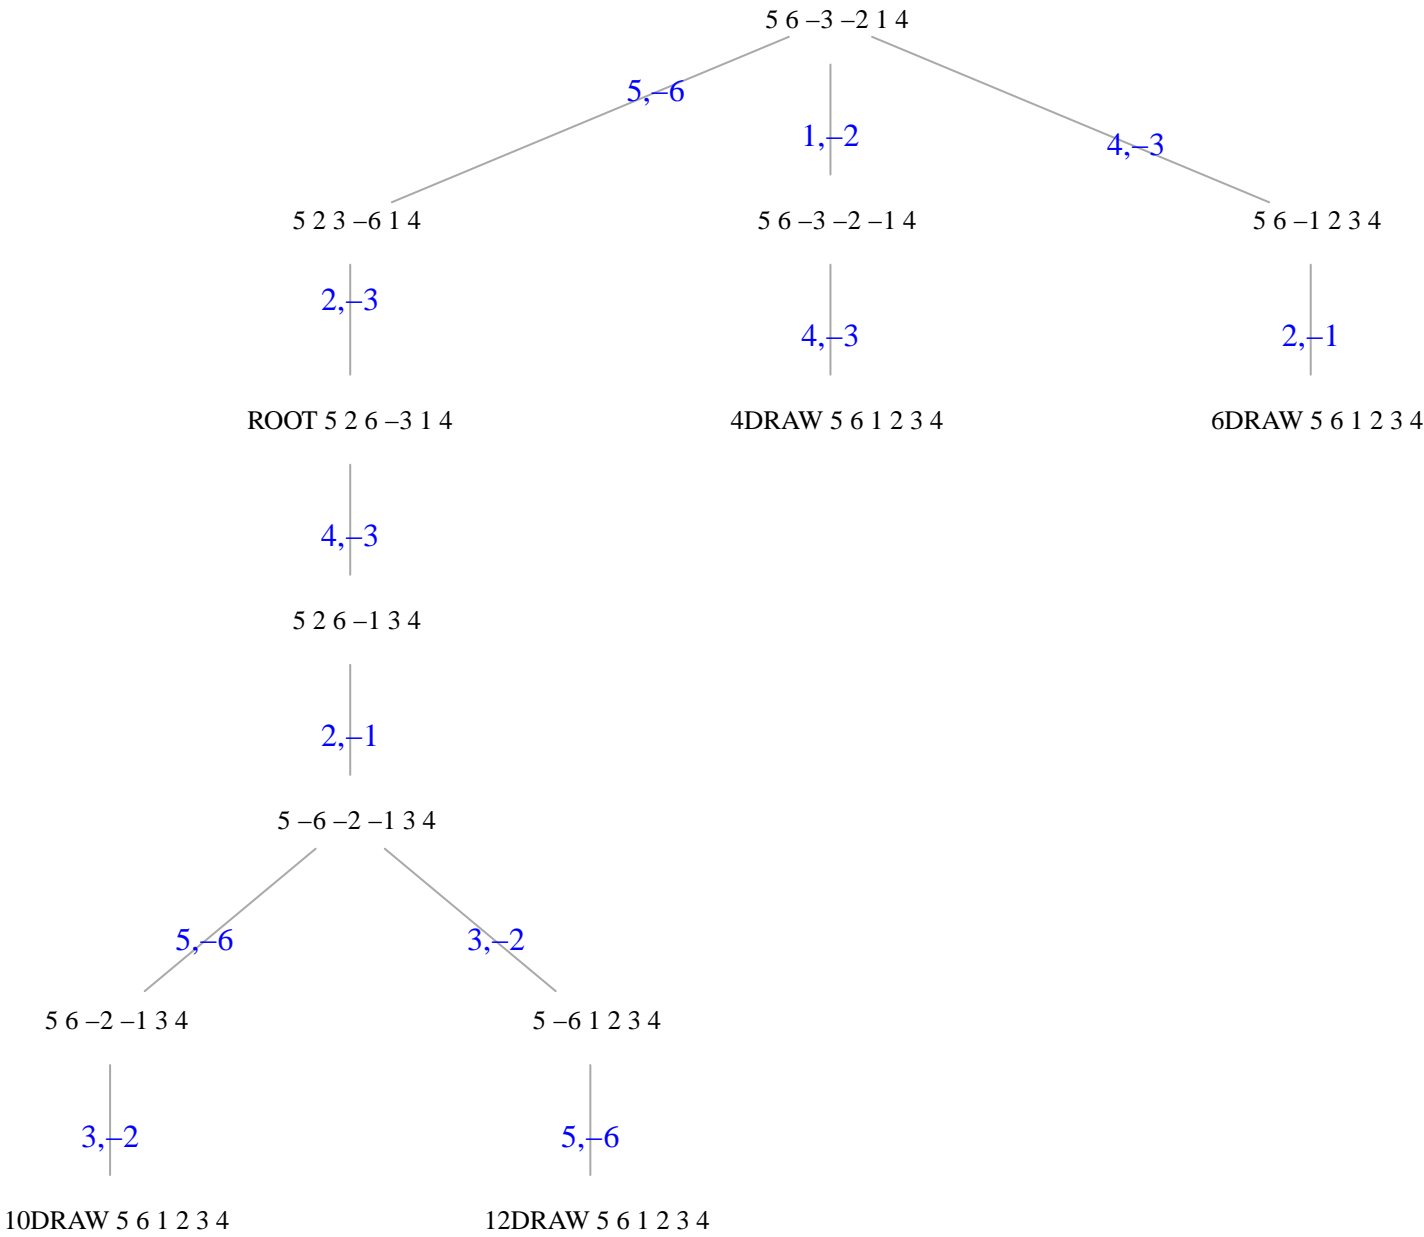 5 6 –3 –2 1 4
5,–6
1,–2
4,–3
5 2 3 –6 1 4
5 6 –3 –2 –1 4
5 6 –1 2 3 4
2,–3
4,–3
2,–1
ROOT 5 2 6 –3 1 4
4DRAW 5 6 1 2 3 4
6DRAW 5 6 1 2 3 4
4,–3
5 2 6 –1 3 4
2,–1
5 –6 –2 –1 3 4
5,–6
3,–2
5 6 –2 –1 3 4
5 –6 1 2 3 4
3,–2
5,–6
10DRAW 5 6 1 2 3 4
12DRAW 5 6 1 2 3 4